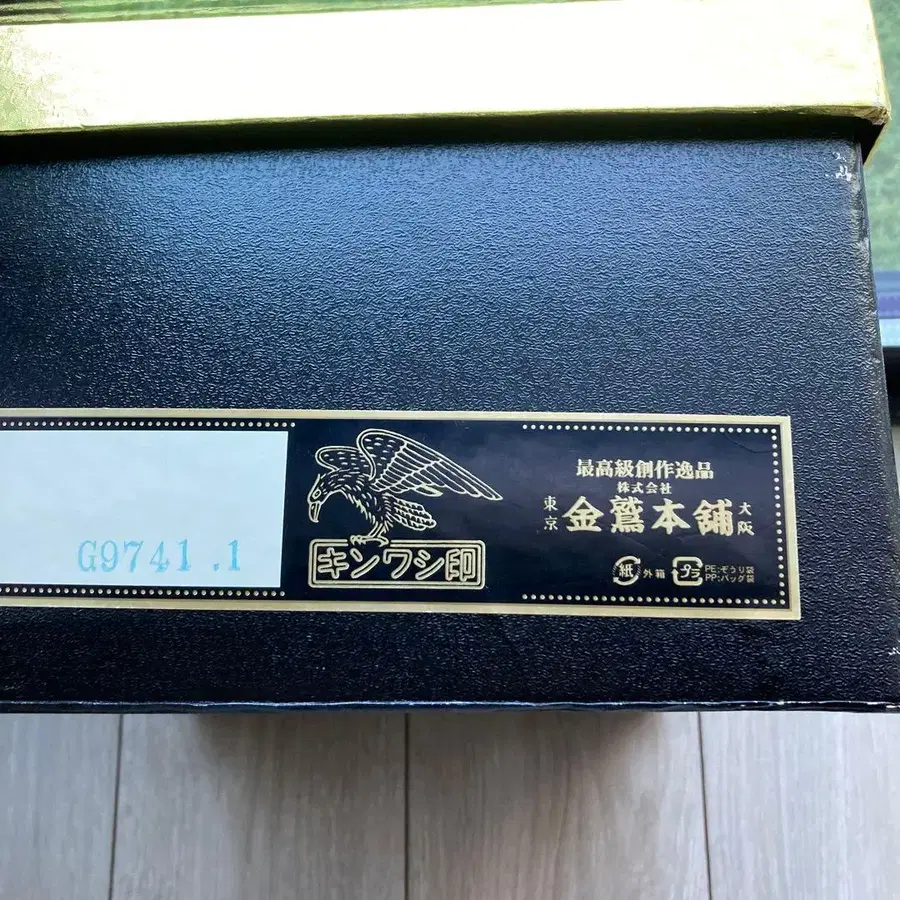 G9741.1
キンワシ印
最高級創作逸品
株式会社
東京 金鷲本舗 大阪
紙 外箱 プラ PE:ぞうり袋
PP:バッグ袋